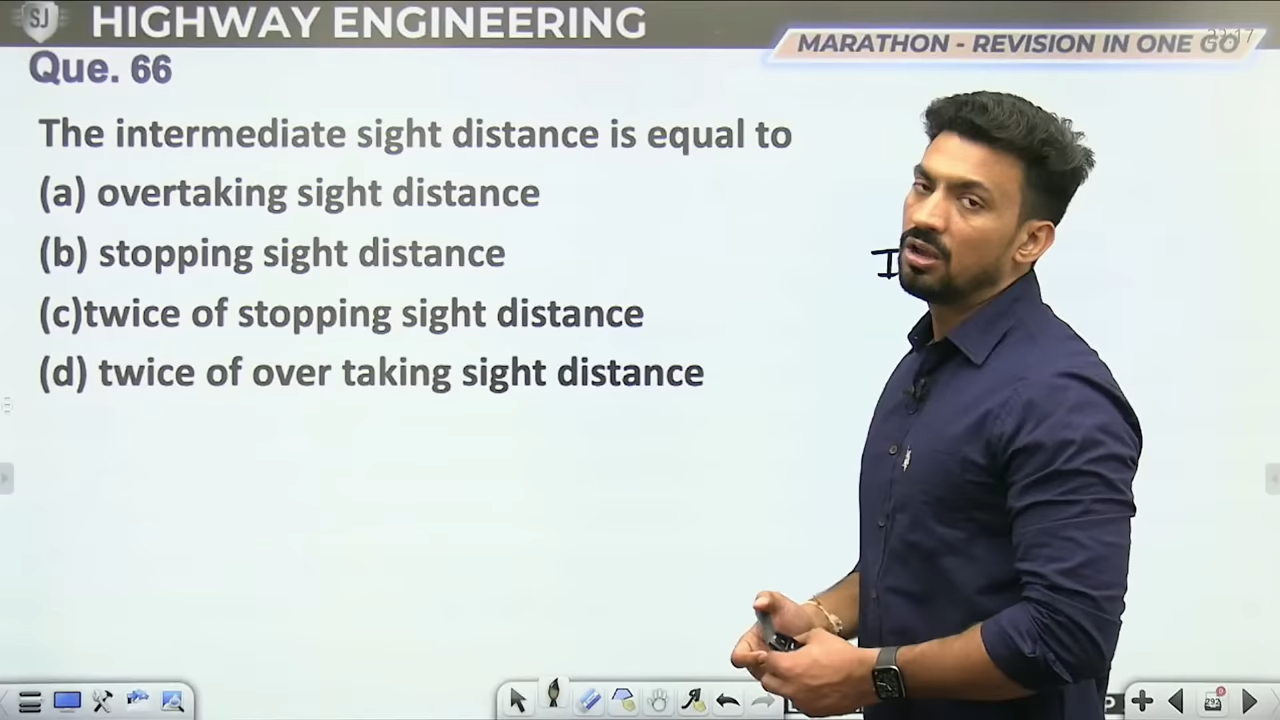 SJ
HIGHWAY ENGINEERING
MARATHON - REVISION IN ONE GO
Que. 66
The intermediate sight distance is equal to
(a) overtaking sight distance
(b) stopping sight distance
(c)twice of stopping sight distance
(d) twice of over taking sight distance
I
292